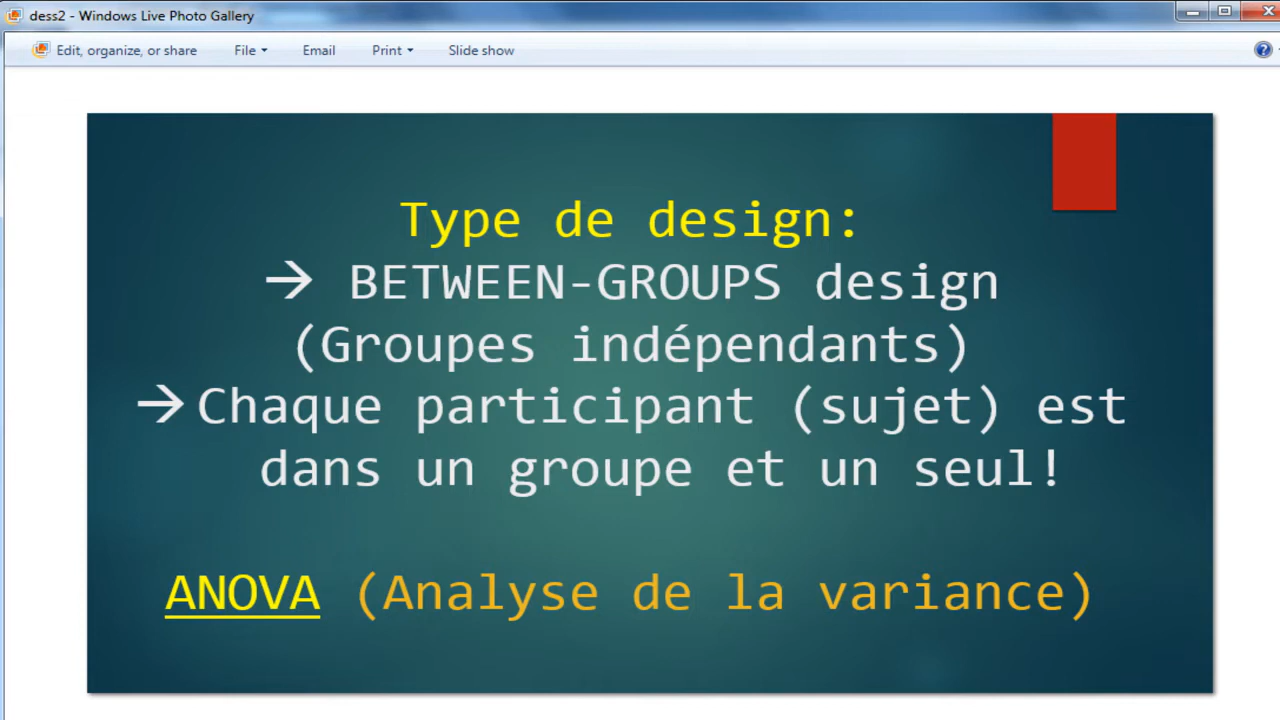 dess2 - Windows Live Photo Gallery
Edit, organize, or share File Email Print Slide show
Type de design:
→ BETWEEN-GROUPS design
(Groupes indépendants)
→Chaque participant (sujet) est
dans un groupe et un seul!
ANOVA (Analyse de la variance)